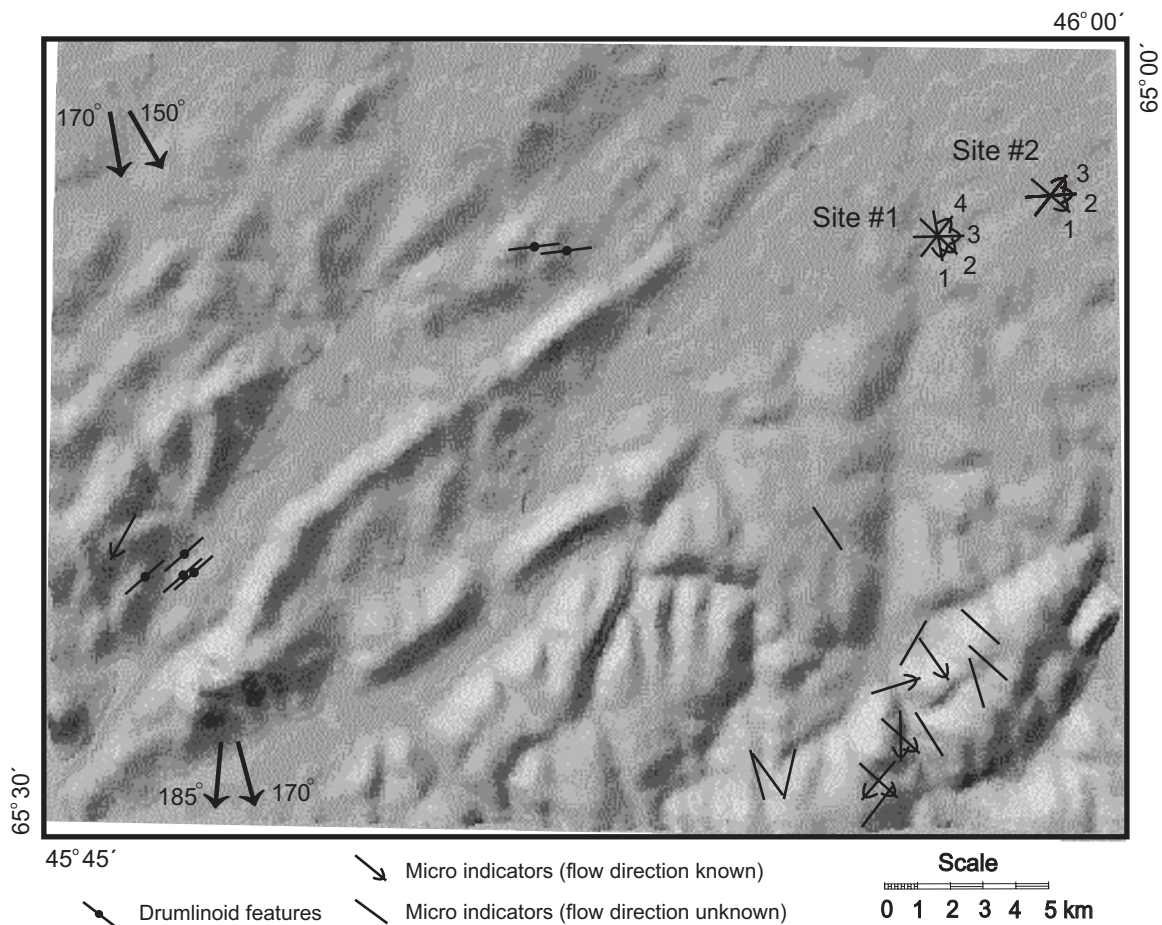 46°00´
65°00´
170° 150°
Site #2
3
2
1
Site #1
4
3
2
1
185° 170°
65°30´
45°45´
Micro indicators (flow direction known)
Drumlinoid features
Micro indicators (flow direction unknown)
Scale
0 1 2 3 4 5 km